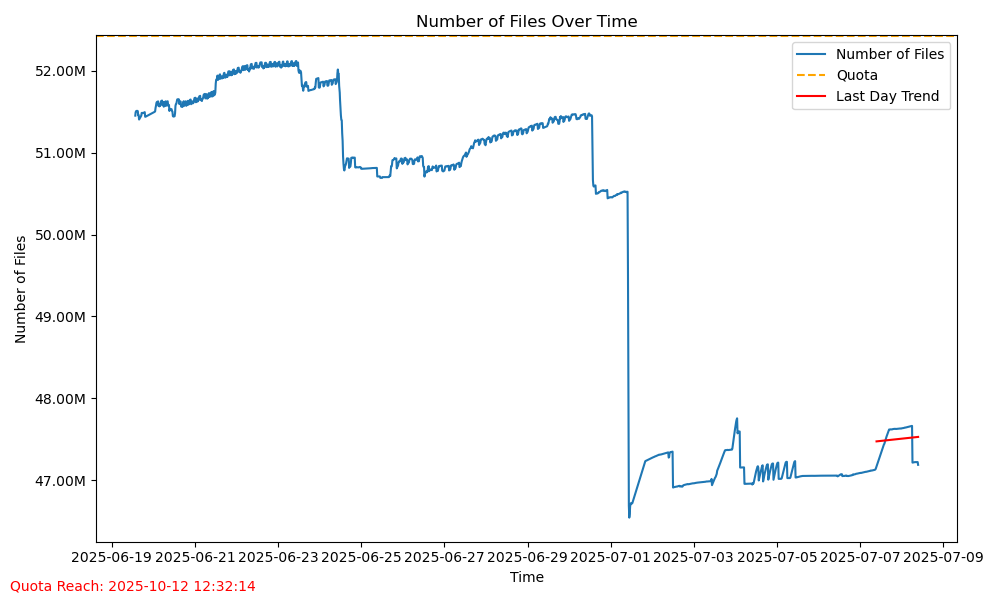 Number of Files Over Time
Number of Files
Quota
Last Day Trend
52.00M
51.00M
50.00M
49.00M
48.00M
47.00M
Number of Files
2025-06-19 2025-06-21 2025-06-23 2025-06-25 2025-06-27 2025-06-29 2025-07-01 2025-07-03 2025-07-05 2025-07-07 2025-07-09
Time
Quota Reach: 2025-10-12 12:32:14